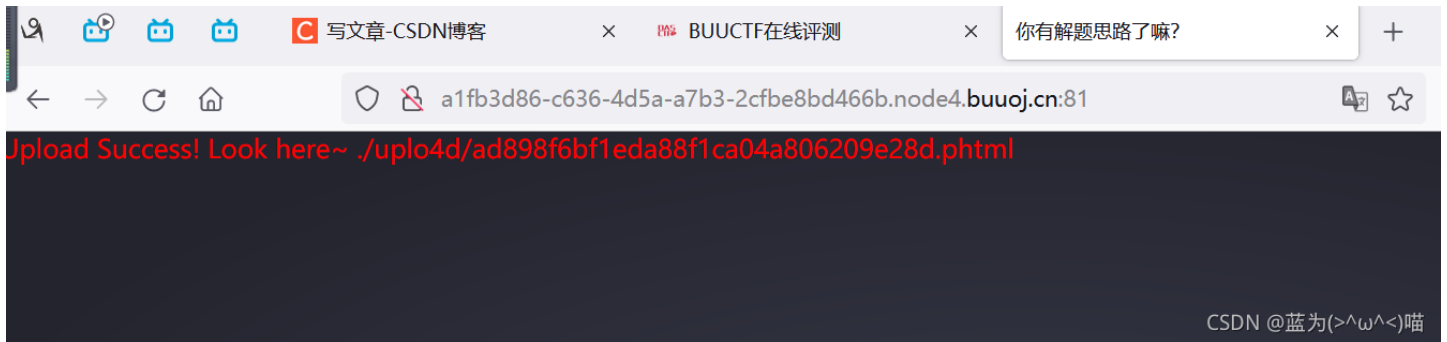 写文章-CSDN博客 BUUCTF在线评测 你有解题思路了嘛?
a1fb3d86-c636-4d5a-a7b3-2cfbe8bd466b.node4.buuoj.cn:81
Upload Success! Look here~ ./uplo4d/ad898f6bf1eda88f1ca04a806209e28d.phtml
CSDN @蓝为(>^ω^<)喵